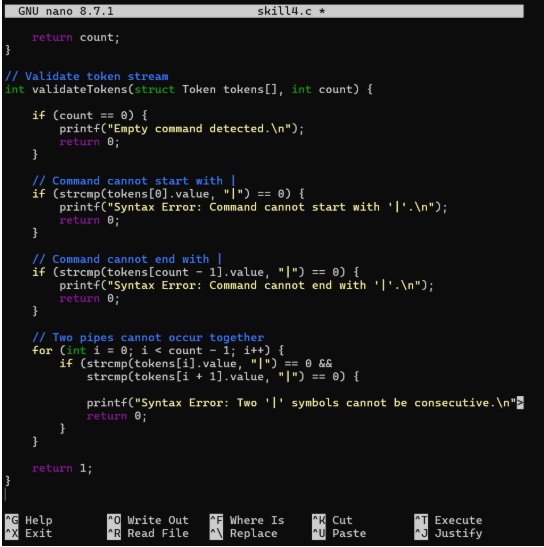 GNU nano 8.7.1 skill4.c *
return count;
}
// Validate token stream
int validateTokens(struct Token tokens[], int count) {
if (count == 0) {
printf("Empty command detected.\n");
return 0;
}
// Command cannot start with |
if (strcmp(tokens[0].value, "|") == 0) {
printf("Syntax Error: Command cannot start with '|'.\n");
return 0;
}
// Command cannot end with |
if (strcmp(tokens[count - 1].value, "|") == 0) {
printf("Syntax Error: Command cannot end with '|'.\n");
return 0;
}
// Two pipes cannot occur together
for (int i = 0; i < count - 1; i++) {
if (strcmp(tokens[i].value, "|") == 0 &&
strcmp(tokens[i + 1].value, "|") == 0) {
printf("Syntax Error: Two '|' symbols cannot be consecutive.\n">
return 0;
}
}
return 1;
}
^G Help ^O Write Out ^F Where Is ^K Cut ^T Execute
^X Exit ^R Read File ^\ Replace ^U Paste ^J Justify